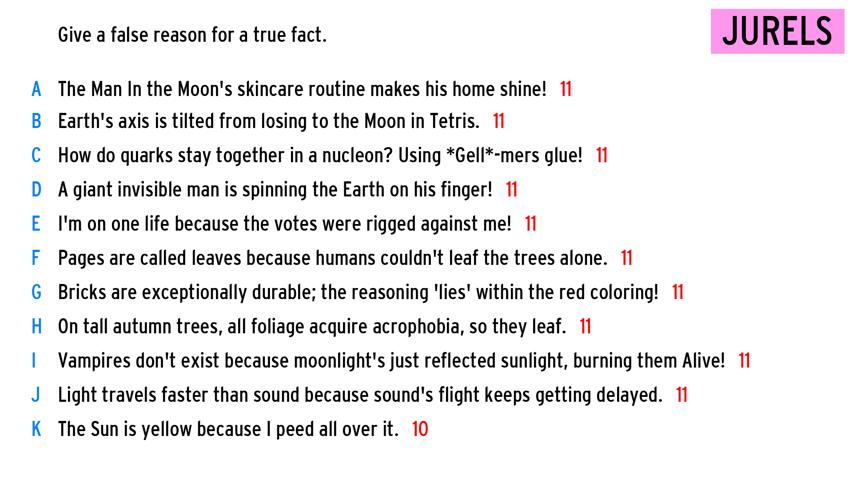 Give a false reason for a true fact.
JURELS
A The Man In the Moon's skincare routine makes his home shine! 11
B Earth's axis is tilted from losing to the Moon in Tetris. 11
C How do quarks stay together in a nucleon? Using *Gell*-mers glue! 11
D A giant invisible man is spinning the Earth on his finger! 11
E I'm on one life because the votes were rigged against me! 11
F Pages are called leaves because humans couldn't leaf the trees alone. 11
G Bricks are exceptionally durable; the reasoning 'lies' within the red coloring! 11
H On tall autumn trees, all foliage acquire acrophobia, so they leaf. 11
I Vampires don't exist because moonlight's just reflected sunlight, burning them Alive! 11
J Light travels faster than sound because sound's flight keeps getting delayed. 11
K The Sun is yellow because I peed all over it. 10